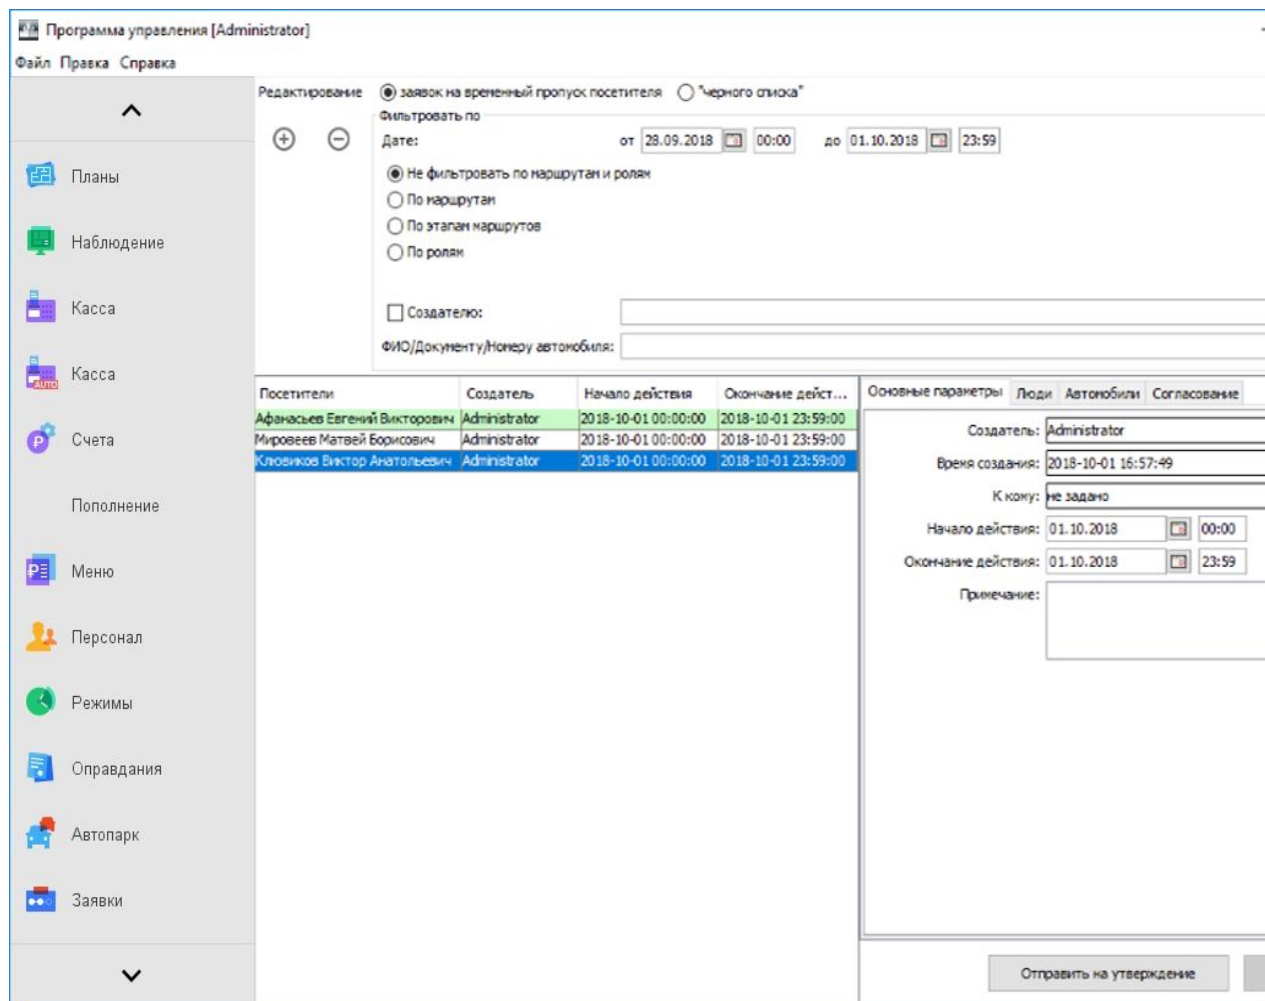 Программа управления [Administrator]
Файл Правка Справка
Редактирование заявок на временный пропуск посетителя "черного списка"
Фильтровать по
Дате: от 28.09.2018 00:00 до 01.10.2018 23:59
Не фильтровать по маршрутам и ролям
По маршрутам
По этапам маршрутов
По ролям
Создателю:
ФИО/Документу/Номеру автомобиля:
Планы
Наблюдение
Касса
Касса
AUTO
Счета
Пополнение
Меню
Персонал
Режимы
Оправдания
Автопарк
Заявки
Посетители Создатель Начало действия Окончание дейст...
Афанасьев Евгений Викторович Administrator 2018-10-01 00:00:00 2018-10-01 23:59:00
Мировеев Матвей Борисович Administrator 2018-10-01 00:00:00 2018-10-01 23:59:00
Клювиков Виктор Анатольевич Administrator 2018-10-01 00:00:00 2018-10-01 23:59:00
Основные параметры Люди Автомобили Согласование
Создатель: Administrator
Время создания: 2018-10-01 16:57:49
К кому: не задано
Начало действия: 01.10.2018 00:00
Окончание действия: 01.10.2018 23:59
Примечание:
Отправить на утверждение